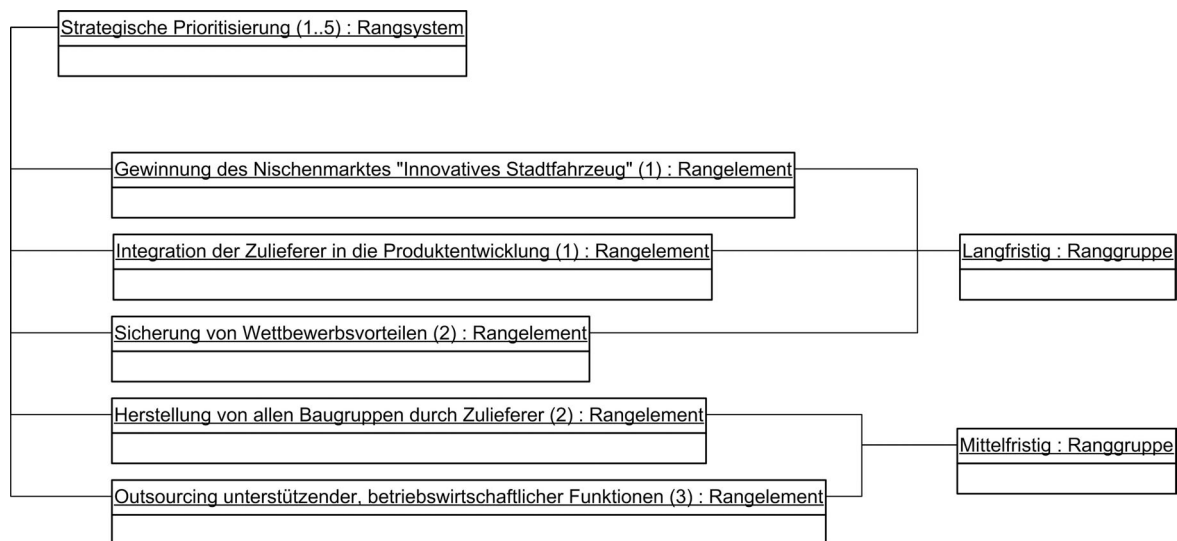 Strategische Prioritisierung (1..5) : Rangsystem
Gewinnung des Nischenmarktes "Innovatives Stadtfahrzeug" (1) : Rangelement
Integration der Zulieferer in die Produktentwicklung (1) : Rangelement
Langfristig : Ranggruppe
Sicherung von Wettbewerbsvorteilen (2) : Rangelement
Herstellung von allen Baugruppen durch Zulieferer (2) : Rangelement
Mittelfristig : Ranggruppe
Outsourcing unterstützender, betriebswirtschaftlicher Funktionen (3) : Rangelement